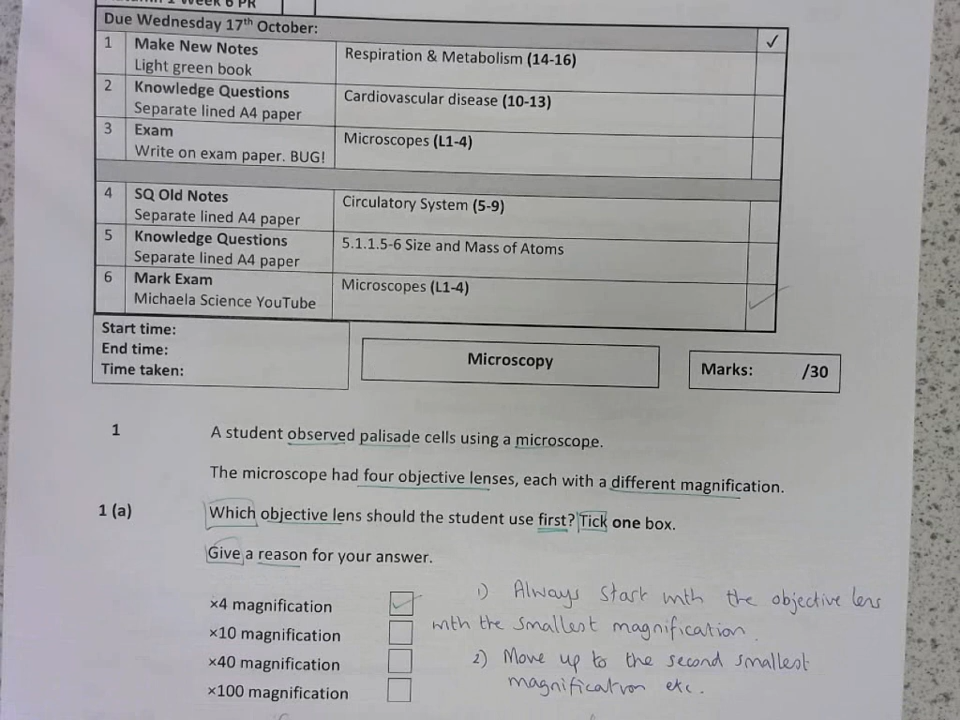 Week 6 PR
Due Wednesday 17th October:
✓
1 Make New Notes Respiration & Metabolism (14-16)
Light green book
2 Knowledge Questions Cardiovascular disease (10-13)
Separate lined A4 paper
3 Exam Microscopes (L1-4)
Write on exam paper. BUG!
4 SQ Old Notes Circulatory System (5-9)
Separate lined A4 paper
5 Knowledge Questions 5.1.1.5-6 Size and Mass of Atoms
Separate lined A4 paper
6 Mark Exam Microscopes (L1-4)
Michaela Science YouTube
Start time:
End time:
Time taken:
Microscopy
Marks: /30
1 A student observed palisade cells using a microscope.
The microscope had four objective lenses, each with a different magnification.
1 (a) Which objective lens should the student use first? Tick one box.
Give a reason for your answer.
×4 magnification
×10 magnification
×40 magnification
×100 magnification
1) Always start with the objective lens
with the smallest magnification.
2) Move up to the second smallest
magnification etc.